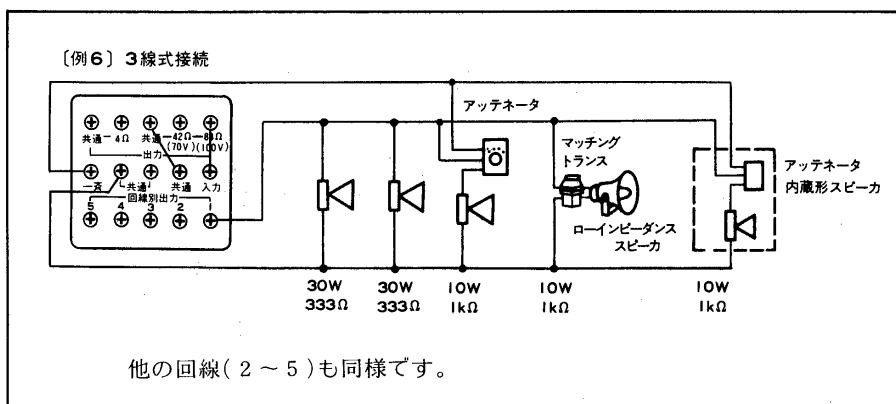 〔例6〕3線式接続
アッテネータ
共通 4Ω 共通 42Ω 83Ω
(70V) (100V)
出力
マッチング
トランス
アッテネータ
内蔵形スピーカ
一斉 共通 共通 入力
回線別出力
5 4 3 2 1
ローインピーダンス
スピーカ
30W 30W 10W 10W 10W
333Ω 333Ω 1kΩ 1kΩ 1kΩ
他の回線(2〜5)も同様です。